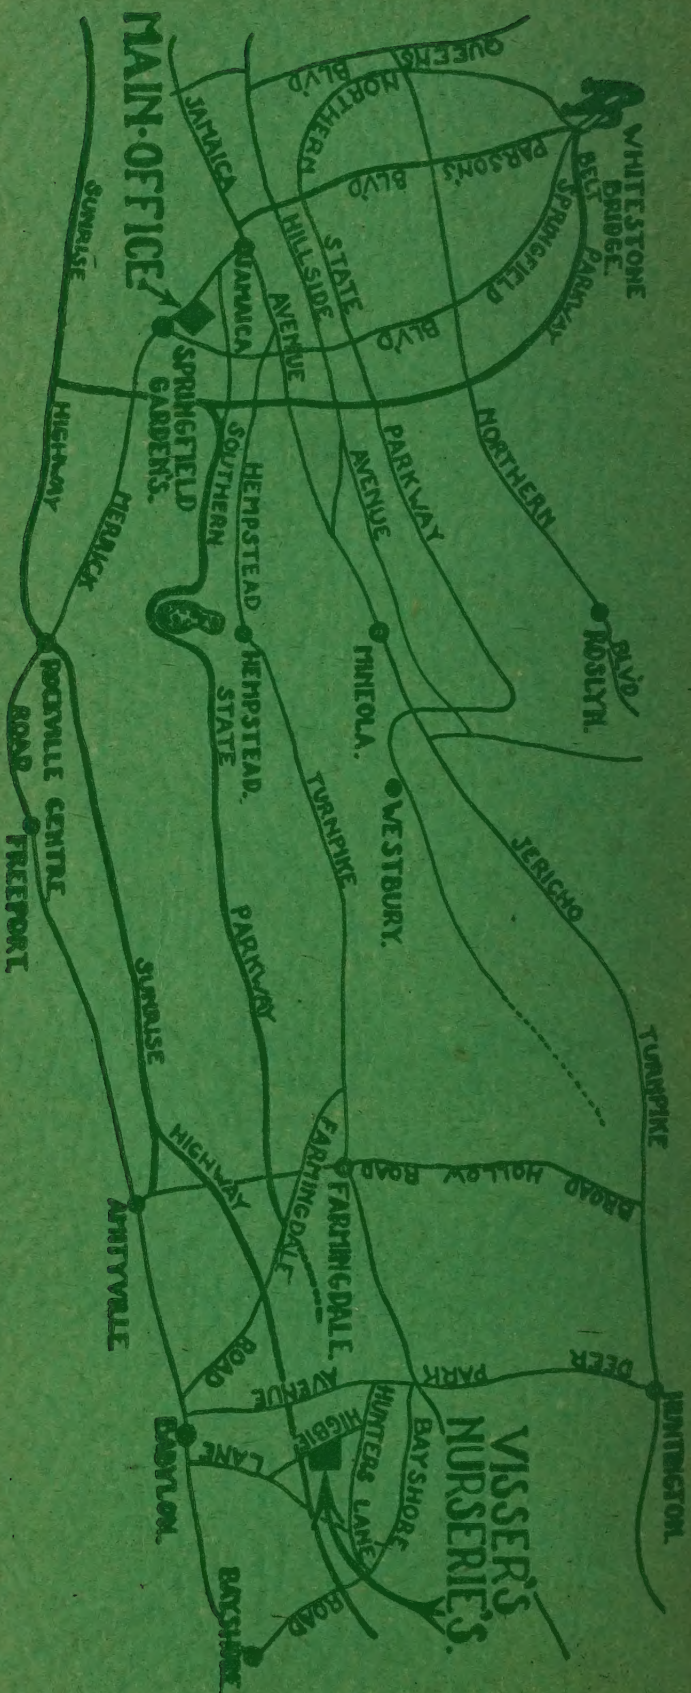 WHITESTONE
BRIDGE.
QUEENS
BLV'D
NORTHERN
PARSON'S
BLV'D
BELT PARKWAY
SPRINGFIELD
BLV'D
NORTHERN
BLV'D
ROSLYN.
STATE
PARKWAY
HILLSIDE
AVENUE
JAMAICA
JAMAICA
AVENUE
MAIN-OFFICE
SPRINGFIELD
GARDEN'S.
SUNRISE
HIGHWAY
MERRICK
ROAD
SOUTHERN
STATE
PARKWAY
HEMPSTEAD
HEMPSTEAD.
TURNPIKE
MINEOLA.
WESTBURY.
JERICHO
TURNPIKE
ROCKVILLE CENTRE
FREEPORT.
SUNRISE
HIGHWAY
BROAD
HOLLOW
ROAD
FARMINGDALE.
FARMINGDALE
ROAD
AMITYVILLE
DEER
PARK
AVENUE
HUNTINGTON.
VISSER'S
NURSERIE'S.
BAYSHORE
ROAD
HUNTERS LANE
HIGBIE
LANE
BABYLON.
BAYSHORE